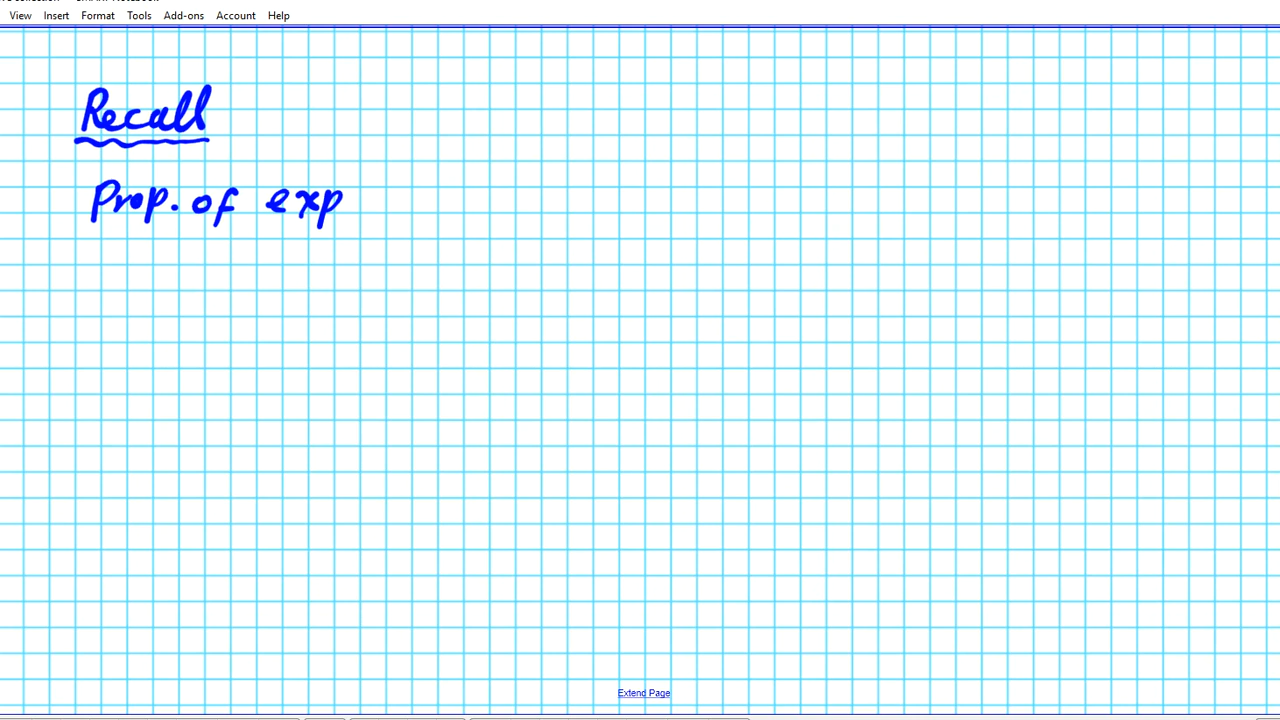 View Insert Format Tools Add-ons Account Help
Recall
Prop. of exp
Extend Page